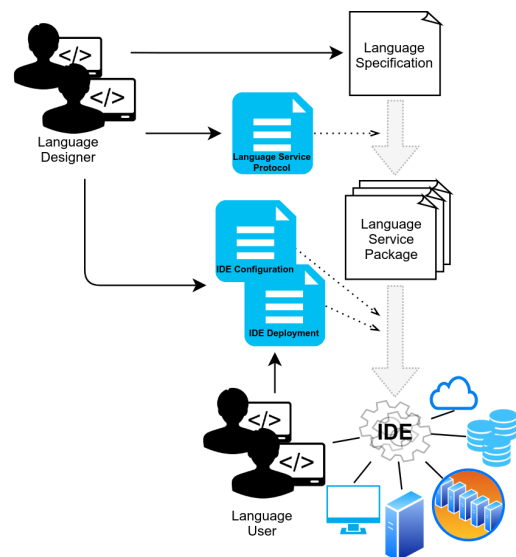 </>
</>
Language
Designer
Language
Specification
Language Service
Protocol
Language
Service
Package
IDE Configuration
IDE Deployment
</>
</>
Language
User
IDE